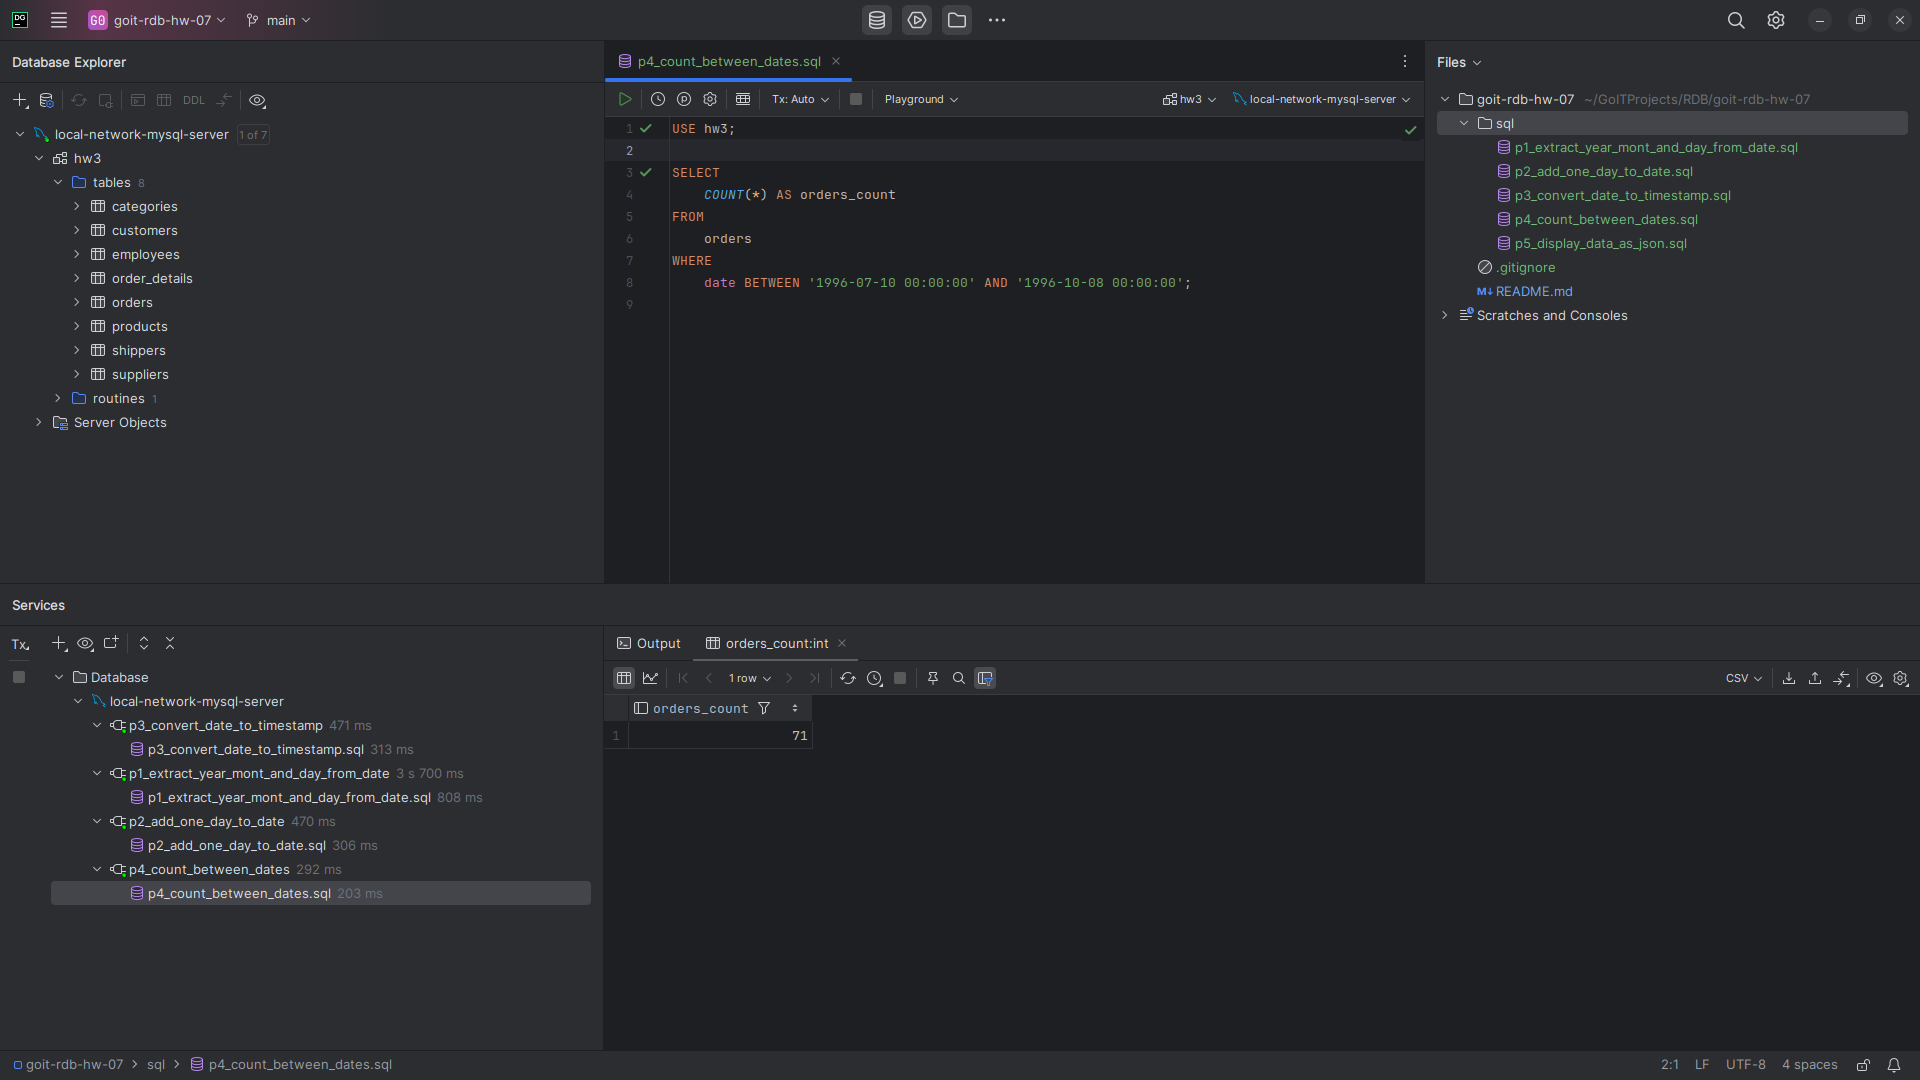 DG
G0 goit-rdb-hw-07 main
Database Explorer
DDL
local-network-mysql-server 1 of 7
hw3
tables 8
categories
customers
employees
order_details
orders
products
shippers
suppliers
routines 1
Server Objects
p4_count_between_dates.sql
Tx: Auto Playground hw3 local-network-mysql-server
1 USE hw3;
2
3 SELECT
4 COUNT(*) AS orders_count
5 FROM
6 orders
7 WHERE
8 date BETWEEN '1996-07-10 00:00:00' AND '1996-10-08 00:00:00';
9
Files
goit-rdb-hw-07 ~/GoITProjects/RDB/goit-rdb-hw-07
sql
p1_extract_year_mont_and_day_from_date.sql
p2_add_one_day_to_date.sql
p3_convert_date_to_timestamp.sql
p4_count_between_dates.sql
p5_display_data_as_json.sql
.gitignore
M↓ README.md
Scratches and Consoles
Services
Tx
Database
local-network-mysql-server
p3_convert_date_to_timestamp 471 ms
p3_convert_date_to_timestamp.sql 313 ms
p1_extract_year_mont_and_day_from_date 3 s 700 ms
p1_extract_year_mont_and_day_from_date.sql 808 ms
p2_add_one_day_to_date 470 ms
p2_add_one_day_to_date.sql 306 ms
p4_count_between_dates 292 ms
p4_count_between_dates.sql 203 ms
Output orders_count:int
1 row CSV
orders_count
1 71
goit-rdb-hw-07 sql p4_count_between_dates.sql
2:1 LF UTF-8 4 spaces